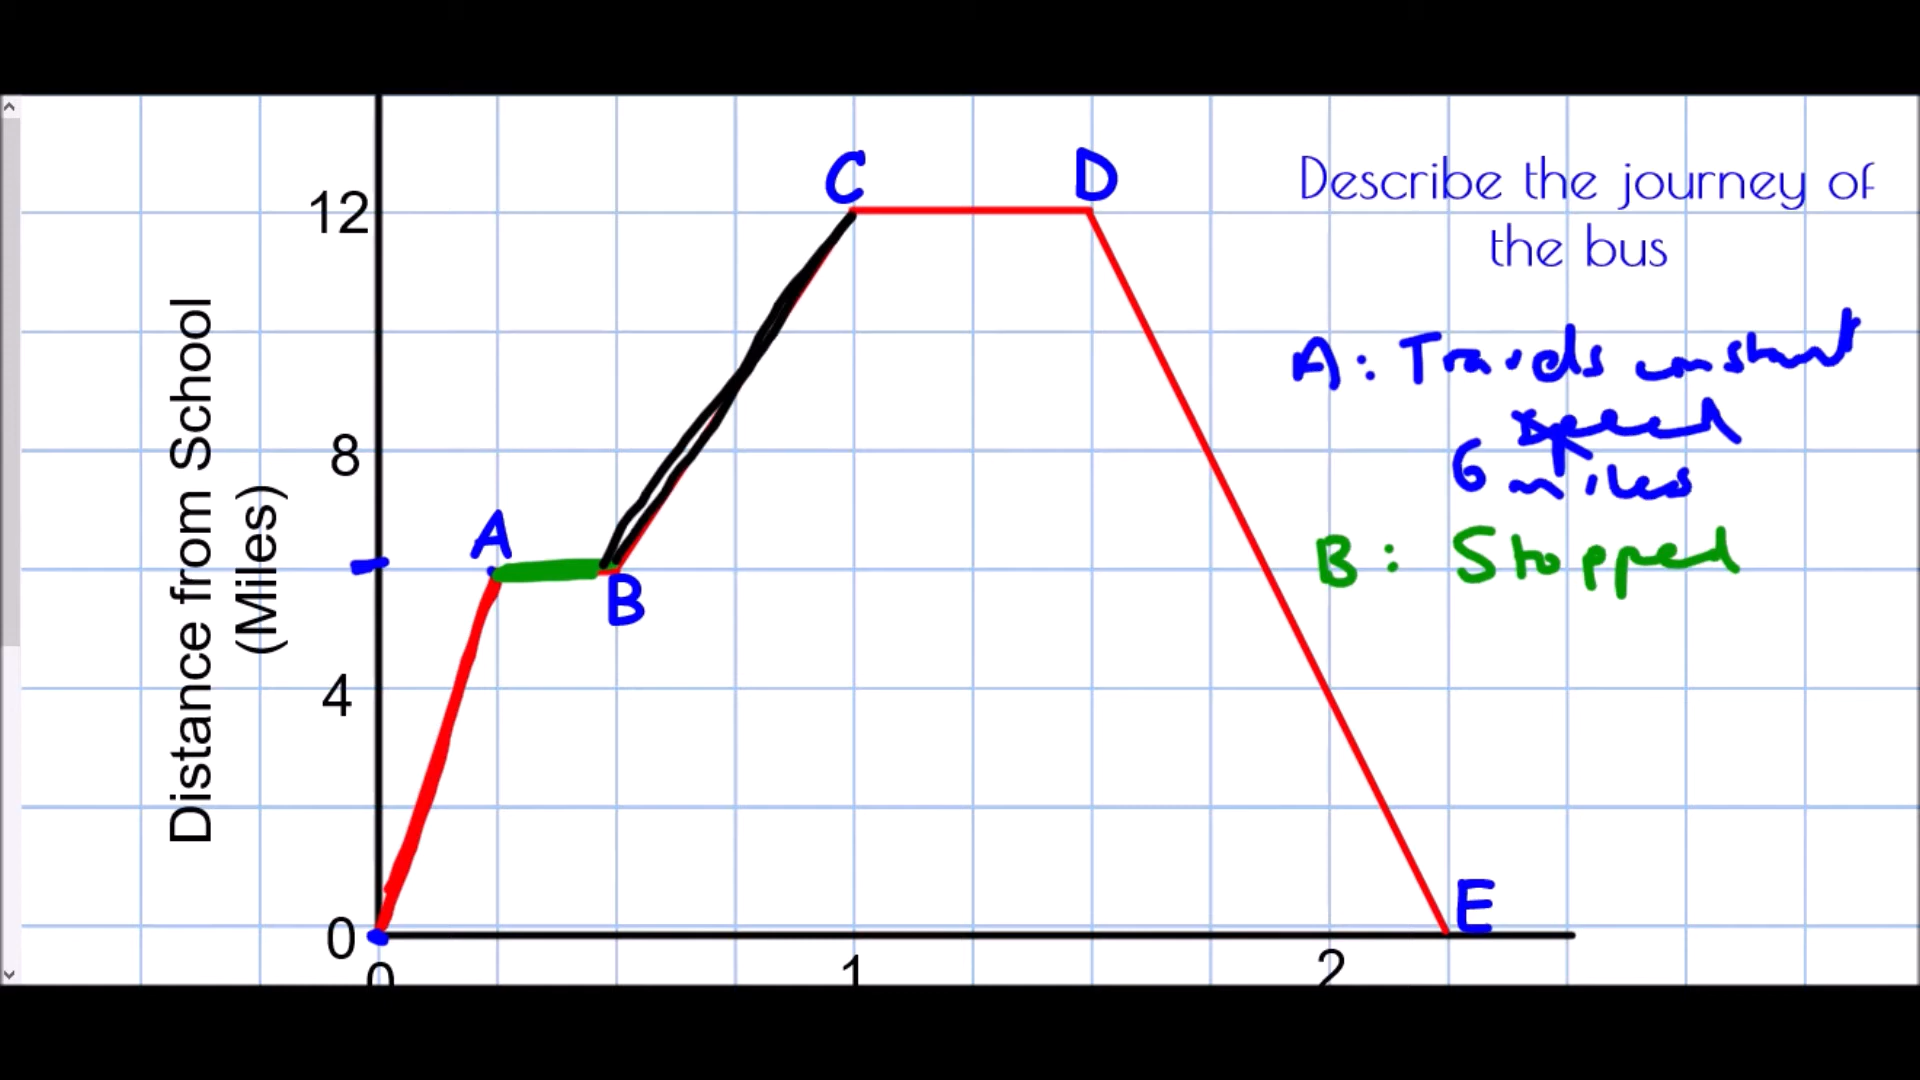 Describe the journey of
the bus
A: Travels constant
speed
6 miles
B: Stopped
C
D
A
B
E
12
8
4
0
0
1
2
Distance from School
(Miles)